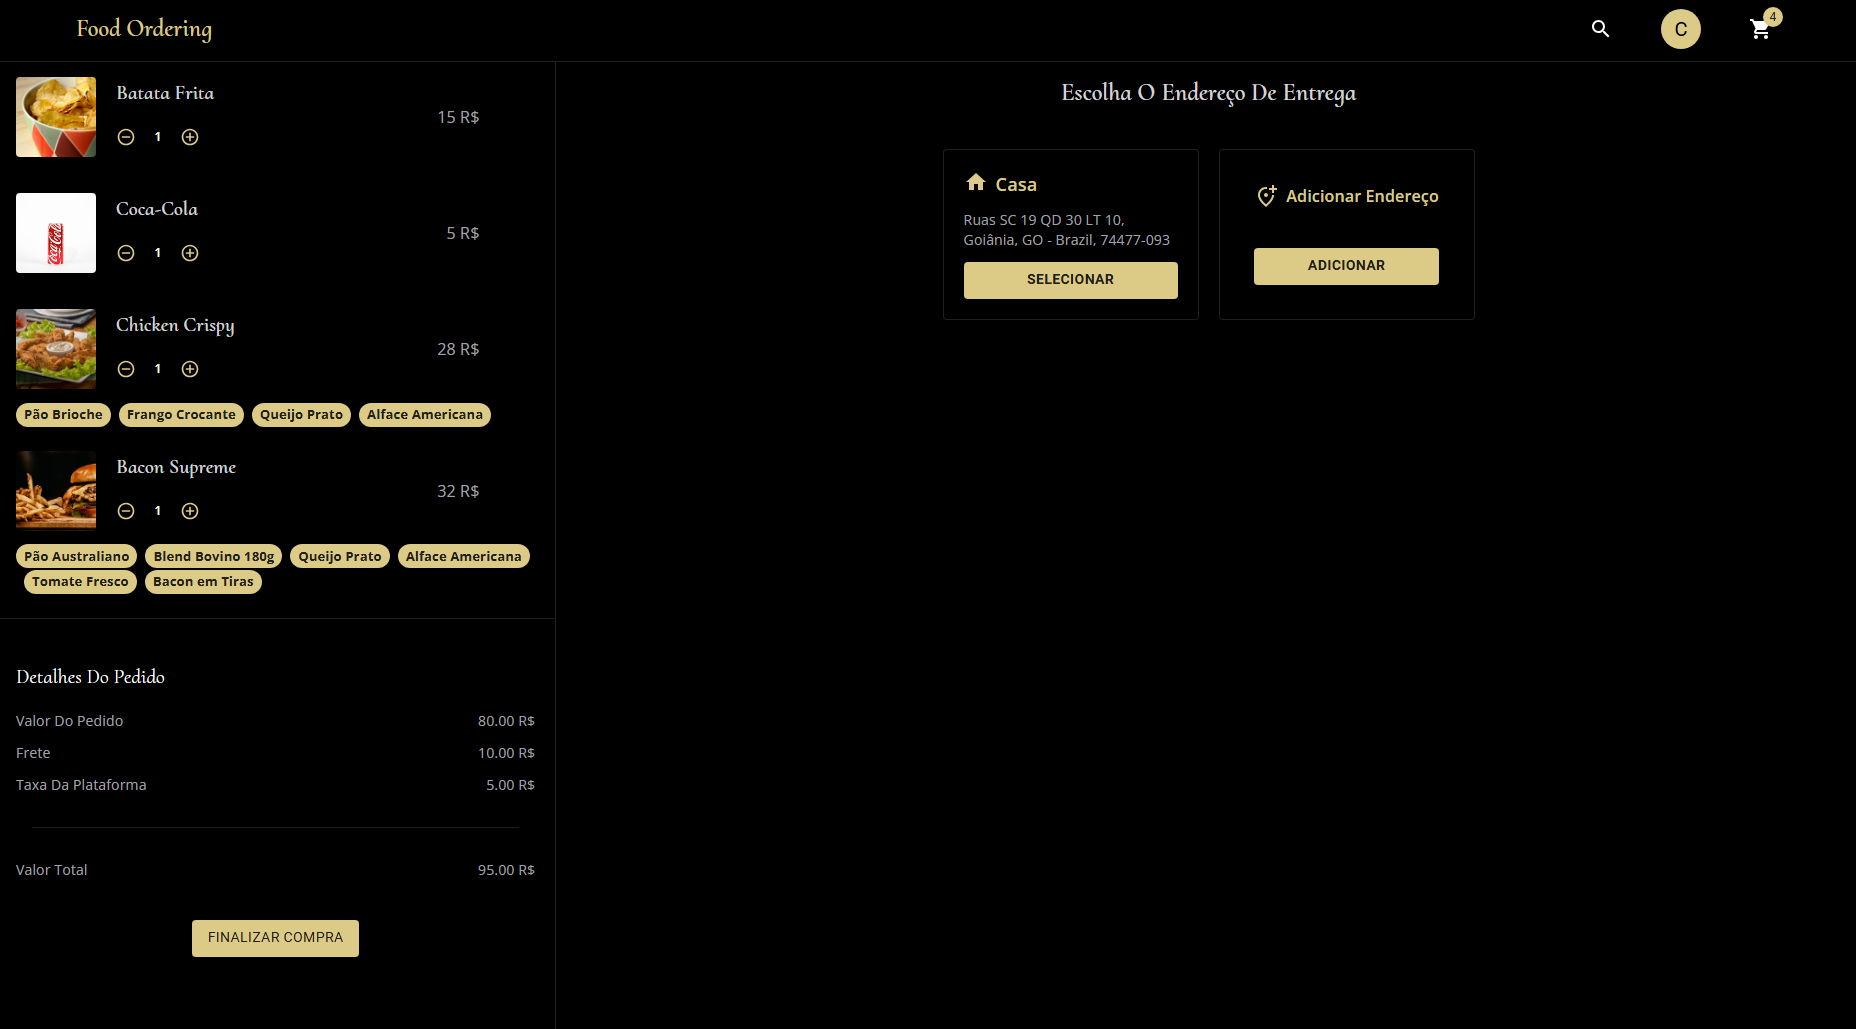 Food Ordering
C
4
Batata Frita
1
15 R$
Coca-Cola
1
5 R$
Coca-Cola
Chicken Crispy
1
28 R$
Pão Brioche
Frango Crocante
Queijo Prato
Alface Americana
Bacon Supreme
1
32 R$
Pão Australiano
Blend Bovino 180g
Queijo Prato
Alface Americana
Tomate Fresco
Bacon em Tiras
Detalhes Do Pedido
Valor Do Pedido 80.00 R$
Frete 10.00 R$
Taxa Da Plataforma 5.00 R$
Valor Total 95.00 R$
FINALIZAR COMPRA
Escolha O Endereço De Entrega
Casa
Ruas SC 19 QD 30 LT 10,
Goiânia, GO - Brazil, 74477-093
SELECIONAR
Adicionar Endereço
ADICIONAR